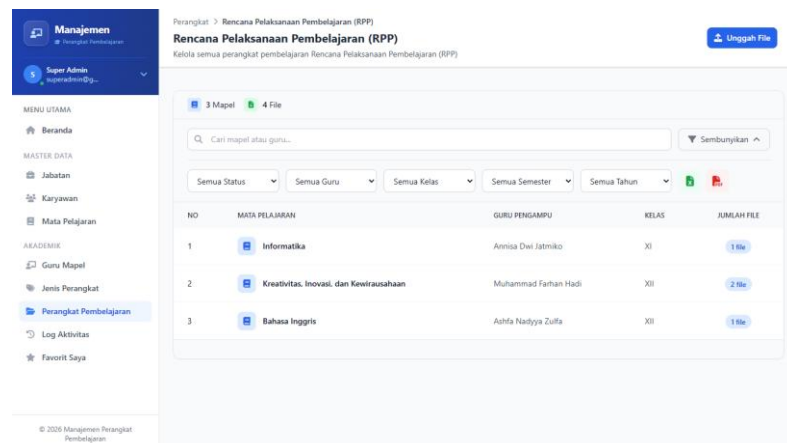 Manajemen
Perangkat Pembelajaran
S
Super Admin
superadmin@g...
MENU UTAMA
Beranda
MASTER DATA
Jabatan
Karyawan
Mata Pelajaran
AKADEMIK
Guru Mapel
Jenis Perangkat
Perangkat Pembelajaran
Log Aktivitas
Favorit Saya
© 2026 Manajemen Perangkat
Pembelajaran
Perangkat > Rencana Pelaksanaan Pembelajaran (RPP)
Rencana Pelaksanaan Pembelajaran (RPP)
Kelola semua perangkat pembelajaran Rencana Pelaksanaan Pembelajaran (RPP)
Unggah File
3 Mapel 4 File
Cari mapel atau guru...
Sembunyikan
Semua Status Semua Guru Semua Kelas Semua Semester Semua Tahun
NO MATA PELAJARAN GURU PENGAMPU KELAS JUMLAH FILE
1 Informatika Annisa Dwi Jatmiko XI 1 file
2 Kreativitas, Inovasi, dan Kewirausahaan Muhammad Farhan Hadi XII 2 file
3 Bahasa Inggris Ashfa Nadyya Zulfa XII 1 file